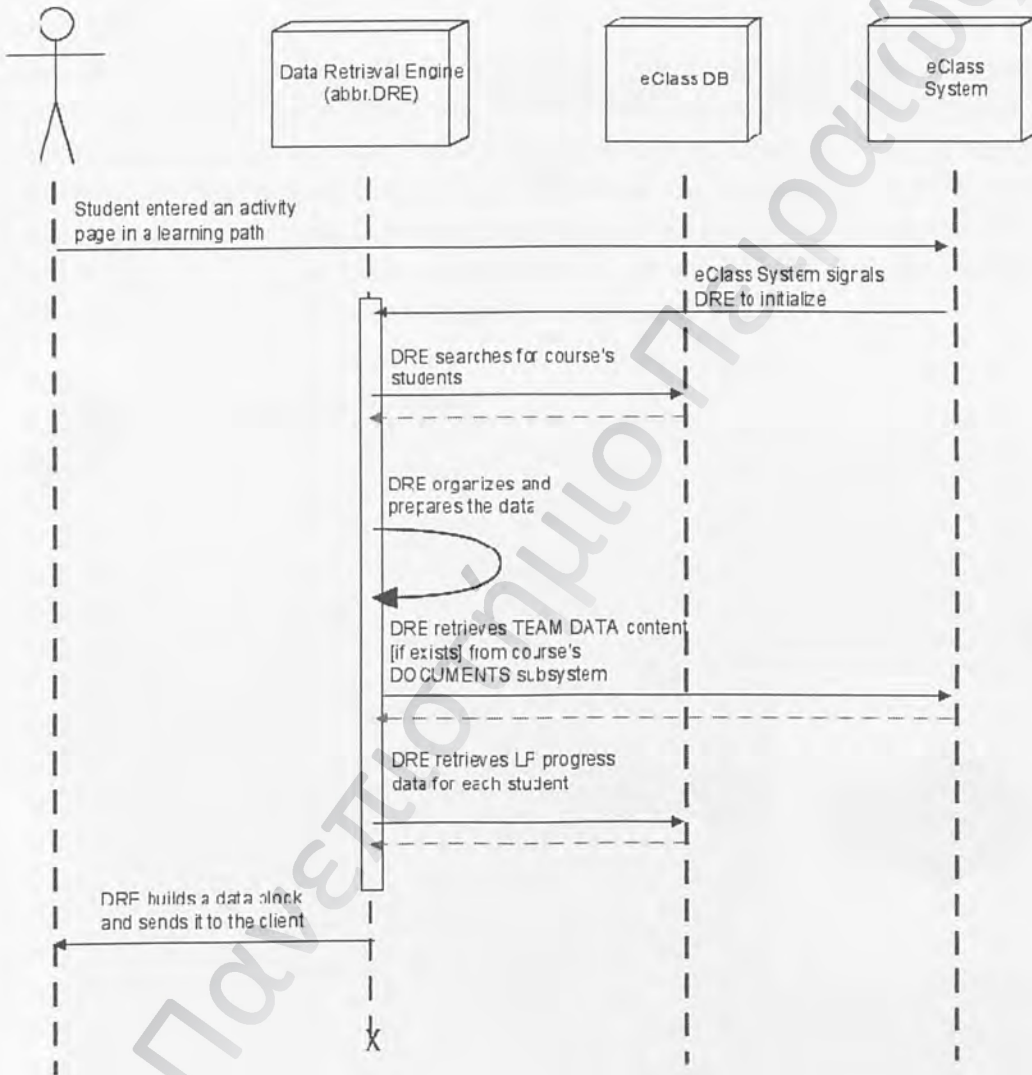 Data Retrieval Engine
(abbr.DRE)
eClass DB
eClass
System
Student entered an activity
page in a learning path
eClass System signals
DRE to initialize
DRE searches for course's
students
DRE organizes and
prepares the data
DRE retrieves TEAM DATA content
[if exists] from course's
DOCUMENTS subsystem
DRE retrieves LP progress
data for each student
DRE builds a data block
and sends it to the client
X
Πανεπιστήμιο Πειραιώς